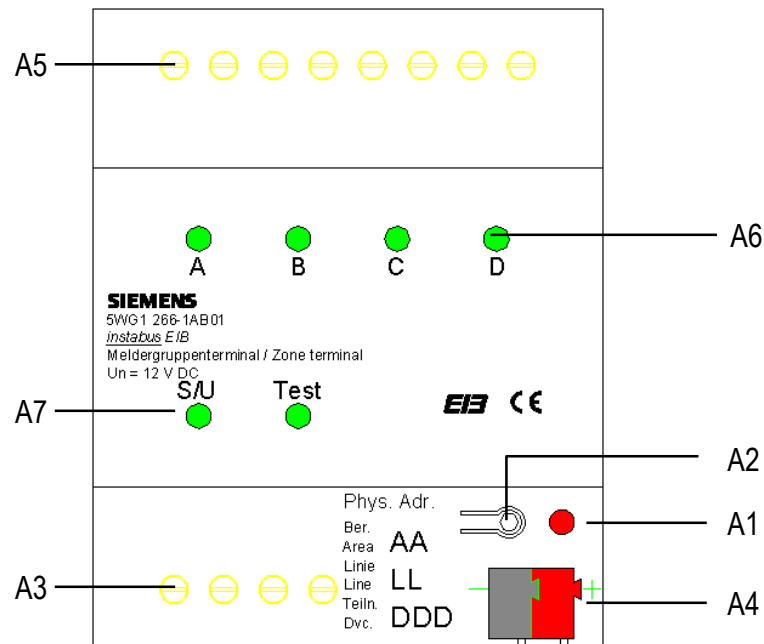 A5
A6
A B C D
SIEMENS
5WG1 266-1AB01
instabus EIB
Meldergruppenterminal / Zone terminal
Un = 12 V DC
S/U Test
A7
EIB CE
A2
Phys. Adr.
A1
Ber.
Area AA
Linie
Line LL
A3
A4
Teiln.
Dvc. DDD